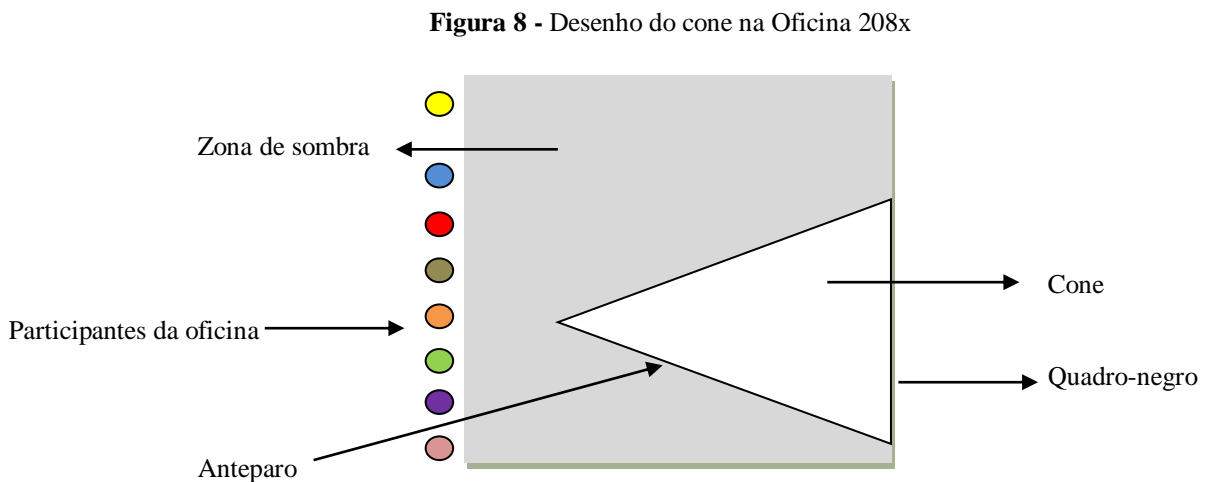 Figura 8 - Desenho do cone na Oficina 208x
Zona de sombra
Cone
Participantes da oficina
Quadro-negro
Anteparo